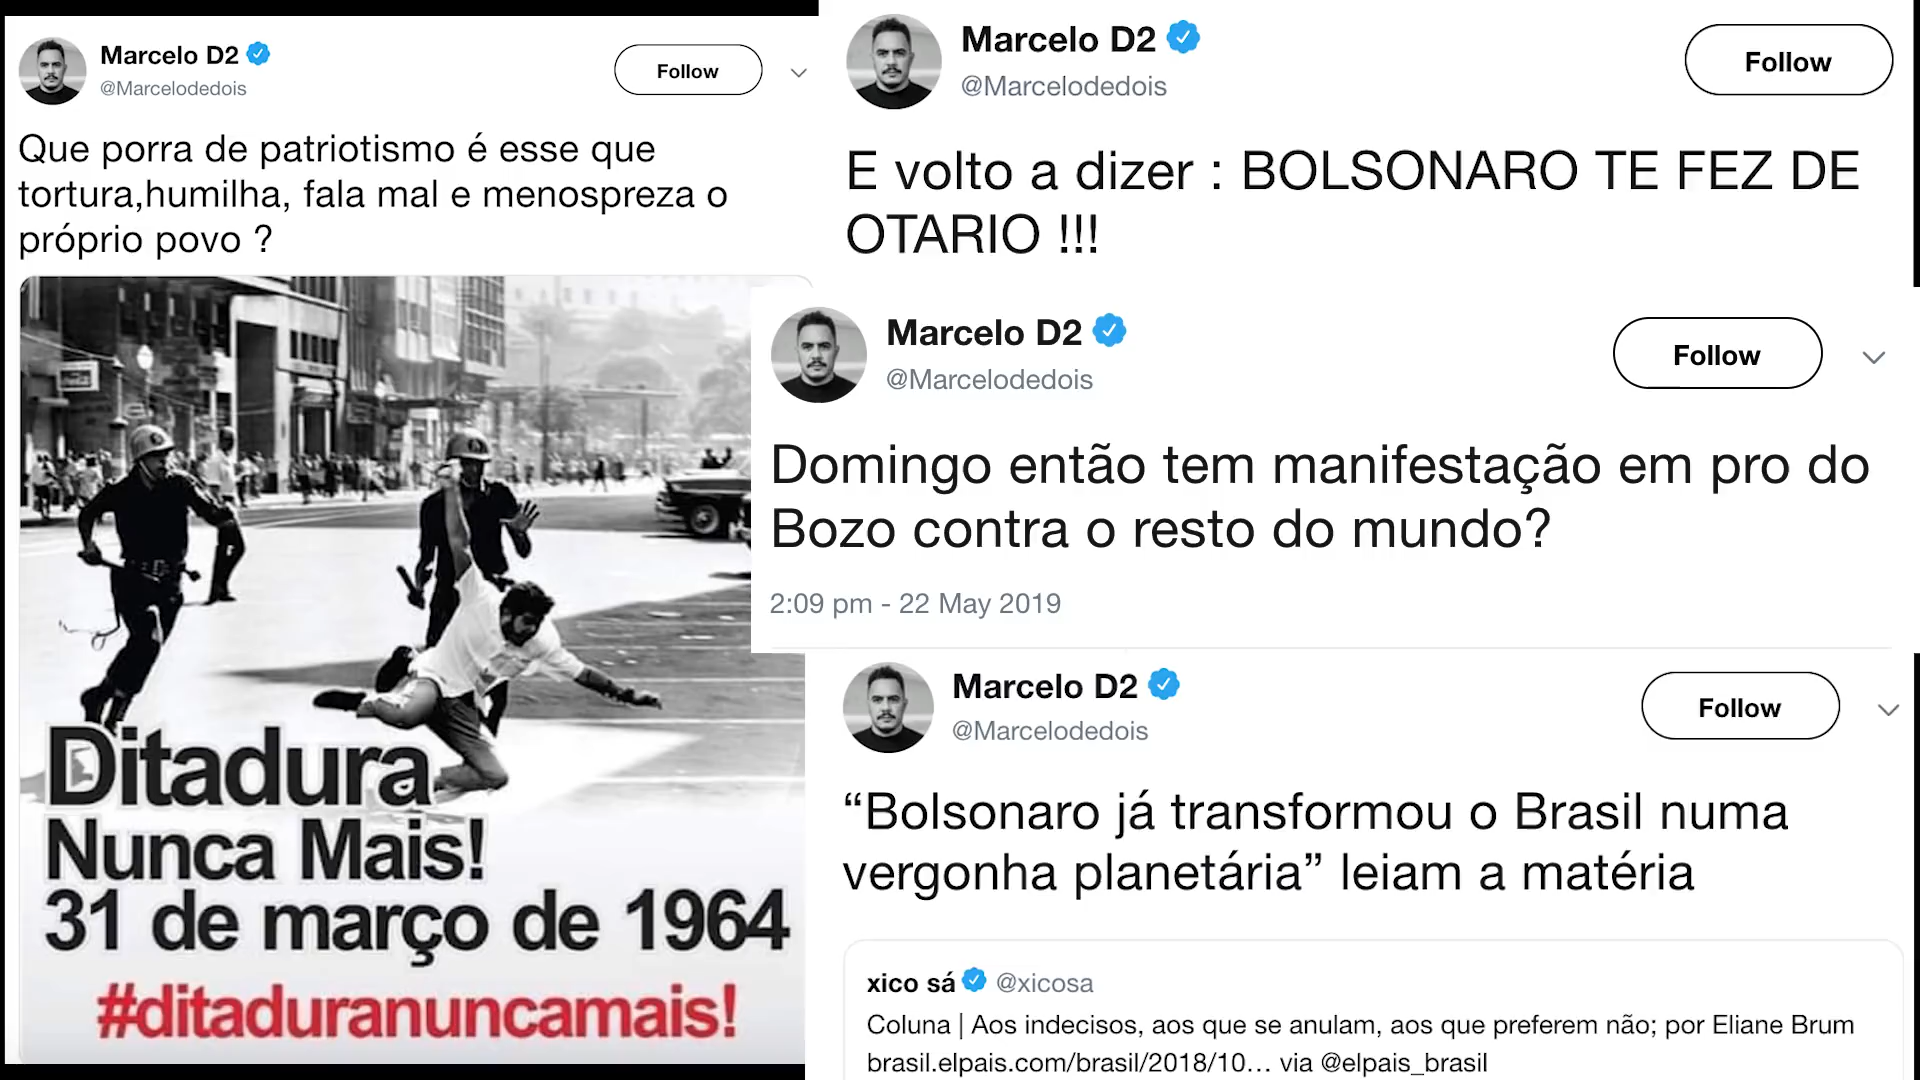 Marcelo D2
@Marcelodedois
Follow
Que porra de patriotismo é esse que
tortura,humilha, fala mal e menospreza o
próprio povo ?
Ditadura
Nunca Mais!
31 de março de 1964
#ditaduranuncamais!
Marcelo D2
@Marcelodedois
Follow
E volto a dizer : BOLSONARO TE FEZ DE
OTARIO !!!
Marcelo D2
@Marcelodedois
Follow
Domingo então tem manifestação em pro do
Bozo contra o resto do mundo?
2:09 pm - 22 May 2019
Marcelo D2
@Marcelodedois
Follow
“Bolsonaro já transformou o Brasil numa
vergonha planetária” leiam a matéria
xico sá @xicosa
Coluna | Aos indecisos, aos que se anulam, aos que preferem não; por Eliane Brum
brasil.elpais.com/brasil/2018/10… via @elpais_brasil